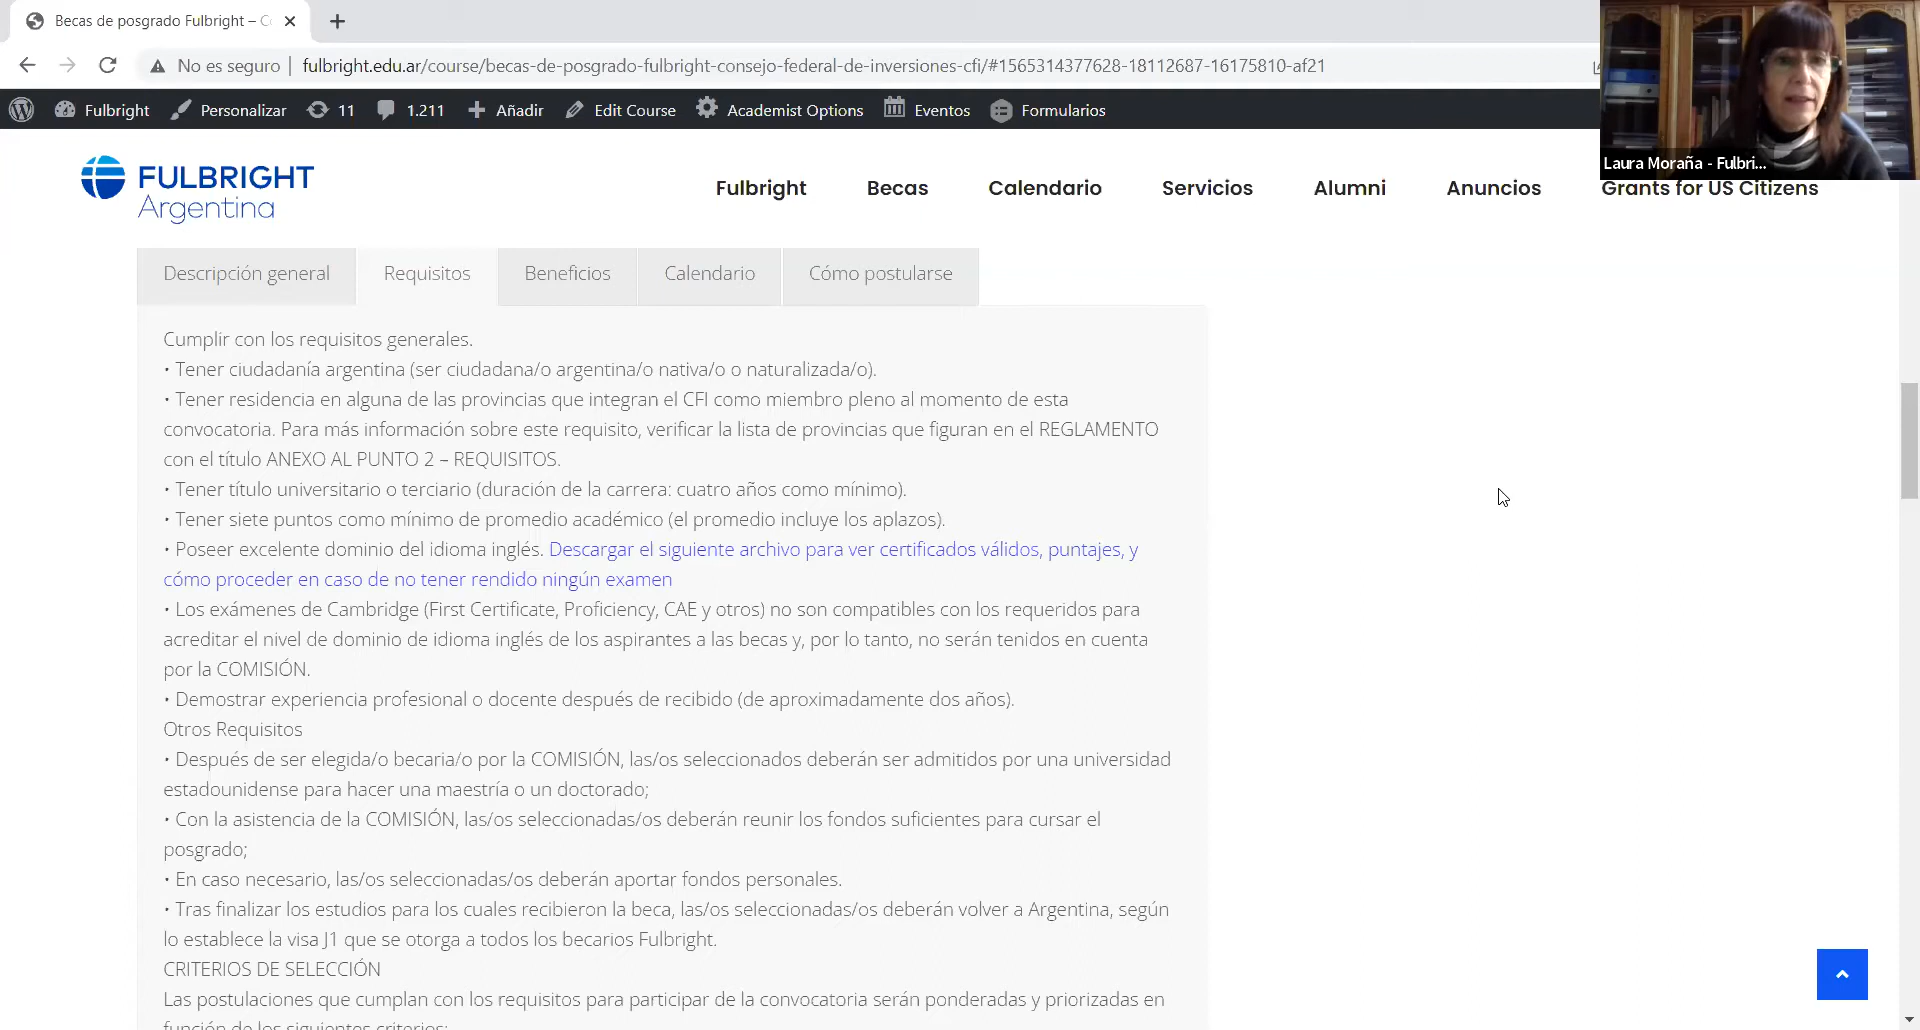 Becas de posgrado Fulbright – C
No es seguro | fulbright.edu.ar/course/becas-de-posgrado-fulbright-consejo-federal-de-inversiones-cfi/#1565314377628-18112687-16175810-af21
Fulbright Personalizar 11 1.211 Añadir Edit Course Academist Options Eventos Formularios
Laura Moraña - Fulbri...
FULBRIGHT
Argentina
Fulbright Becas Calendario Servicios Alumni Anuncios Grants for US Citizens
Descripción general Requisitos Beneficios Calendario Cómo postularse
Cumplir con los requisitos generales.
• Tener ciudadanía argentina (ser ciudadana/o argentina/o nativa/o o naturalizada/o).
• Tener residencia en alguna de las provincias que integran el CFI como miembro pleno al momento de esta
convocatoria. Para más información sobre este requisito, verificar la lista de provincias que figuran en el REGLAMENTO
con el título ANEXO AL PUNTO 2 – REQUISITOS.
• Tener título universitario o terciario (duración de la carrera: cuatro años como mínimo).
• Tener siete puntos como mínimo de promedio académico (el promedio incluye los aplazos).
• Poseer excelente dominio del idioma inglés. Descargar el siguiente archivo para ver certificados válidos, puntajes, y
cómo proceder en caso de no tener rendido ningún examen
• Los exámenes de Cambridge (First Certificate, Proficiency, CAE y otros) no son compatibles con los requeridos para
acreditar el nivel de dominio de idioma inglés de los aspirantes a las becas y, por lo tanto, no serán tenidos en cuenta
por la COMISIÓN.
• Demostrar experiencia profesional o docente después de recibido (de aproximadamente dos años).
Otros Requisitos
• Después de ser elegida/o becaria/o por la COMISIÓN, las/os seleccionados deberán ser admitidos por una universidad
estadounidense para hacer una maestría o un doctorado;
• Con la asistencia de la COMISIÓN, las/os seleccionadas/os deberán reunir los fondos suficientes para cursar el
posgrado;
• En caso necesario, las/os seleccionadas/os deberán aportar fondos personales.
• Tras finalizar los estudios para los cuales recibieron la beca, las/os seleccionadas/os deberán volver a Argentina, según
lo establece la visa J1 que se otorga a todos los becarios Fulbright.
CRITERIOS DE SELECCIÓN
Las postulaciones que cumplan con los requisitos para participar de la convocatoria serán ponderadas y priorizadas en
función de los siguientes criterios: